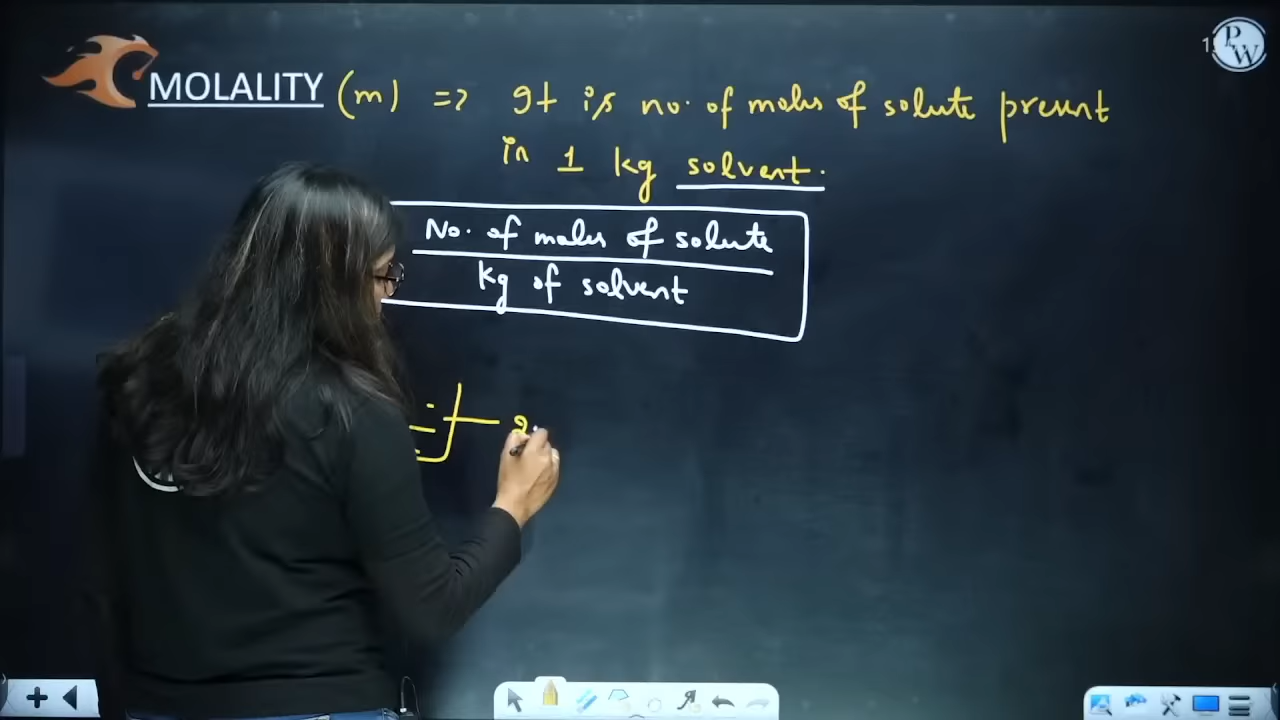 MOLALITY (m) => It is no. of moles of solute present
in 1 kg solvent.
No. of moles of solute
kg of solvent
PW